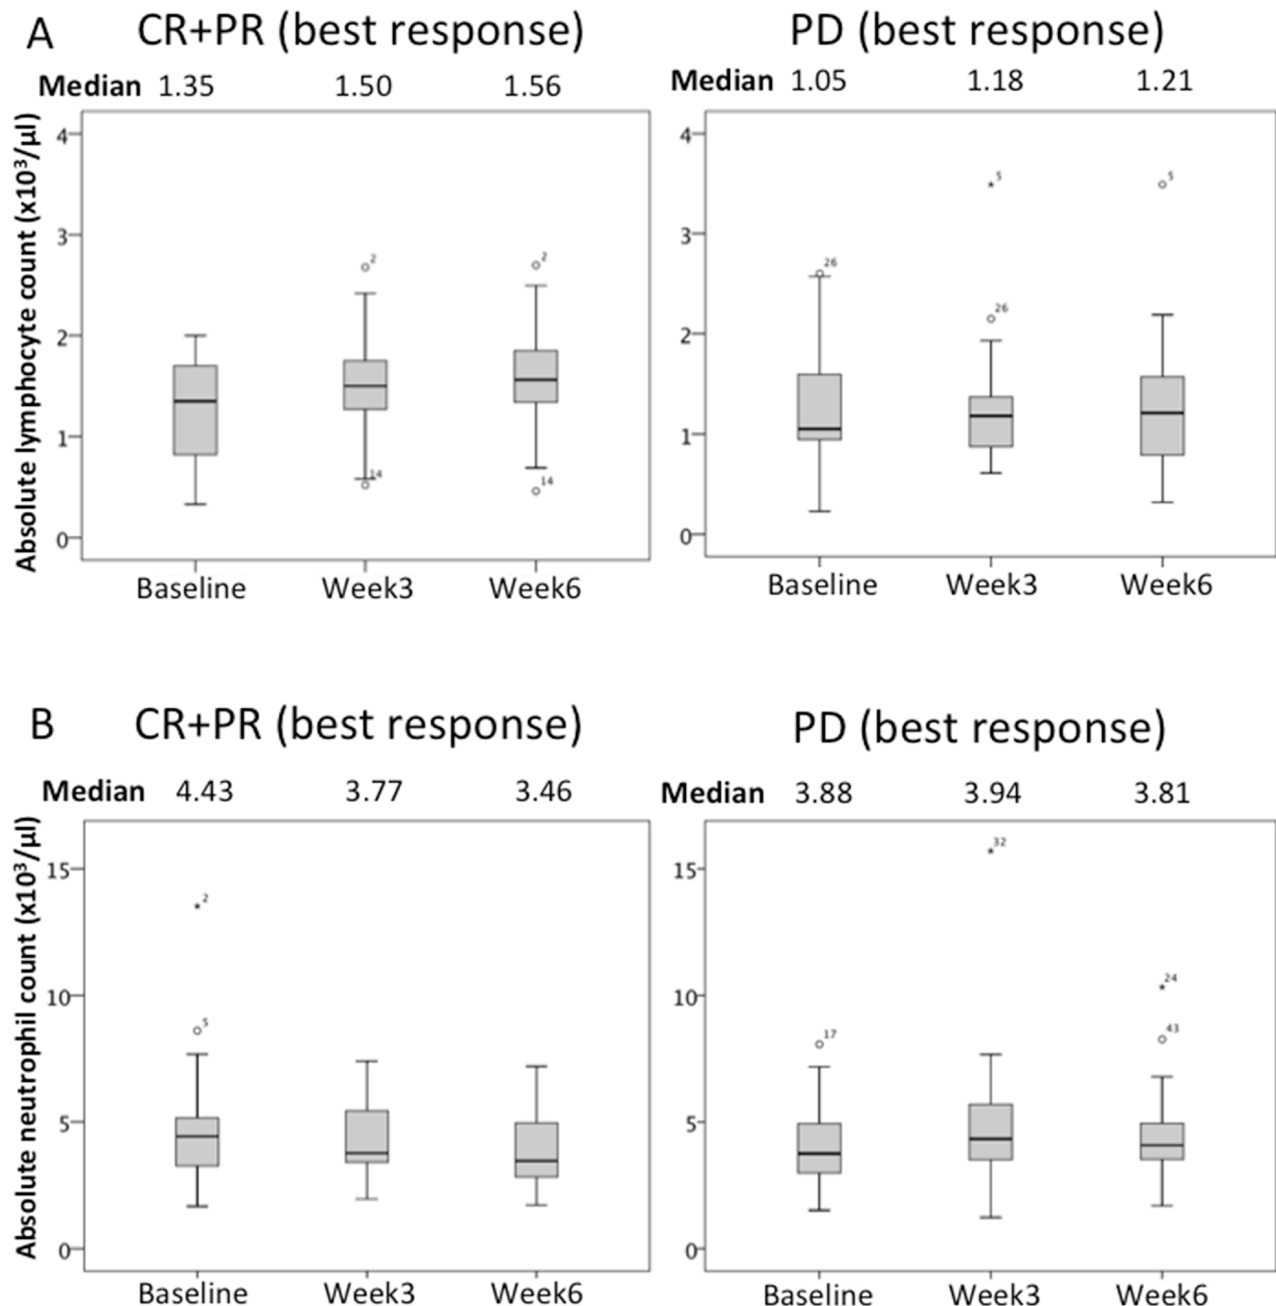 A CR+PR (best response) PD (best response)
Median 1.35 1.50 1.56 Median 1.05 1.18 1.21
Absolute lymphocyte count (x10³/µl)
4 4
5 5
3 3
2 2 26
26
2 2
1 1
14 14
0 0
Baseline Week3 Week6 Baseline Week3 Week6
B CR+PR (best response) PD (best response)
Median 4.43 3.77 3.46 Median 3.88 3.94 3.81
Absolute neutrophil count (x10³/µl)
32
15 15
2
10 10 24
5 17 43
5 5
0 0
Baseline Week3 Week6 Baseline Week3 Week6